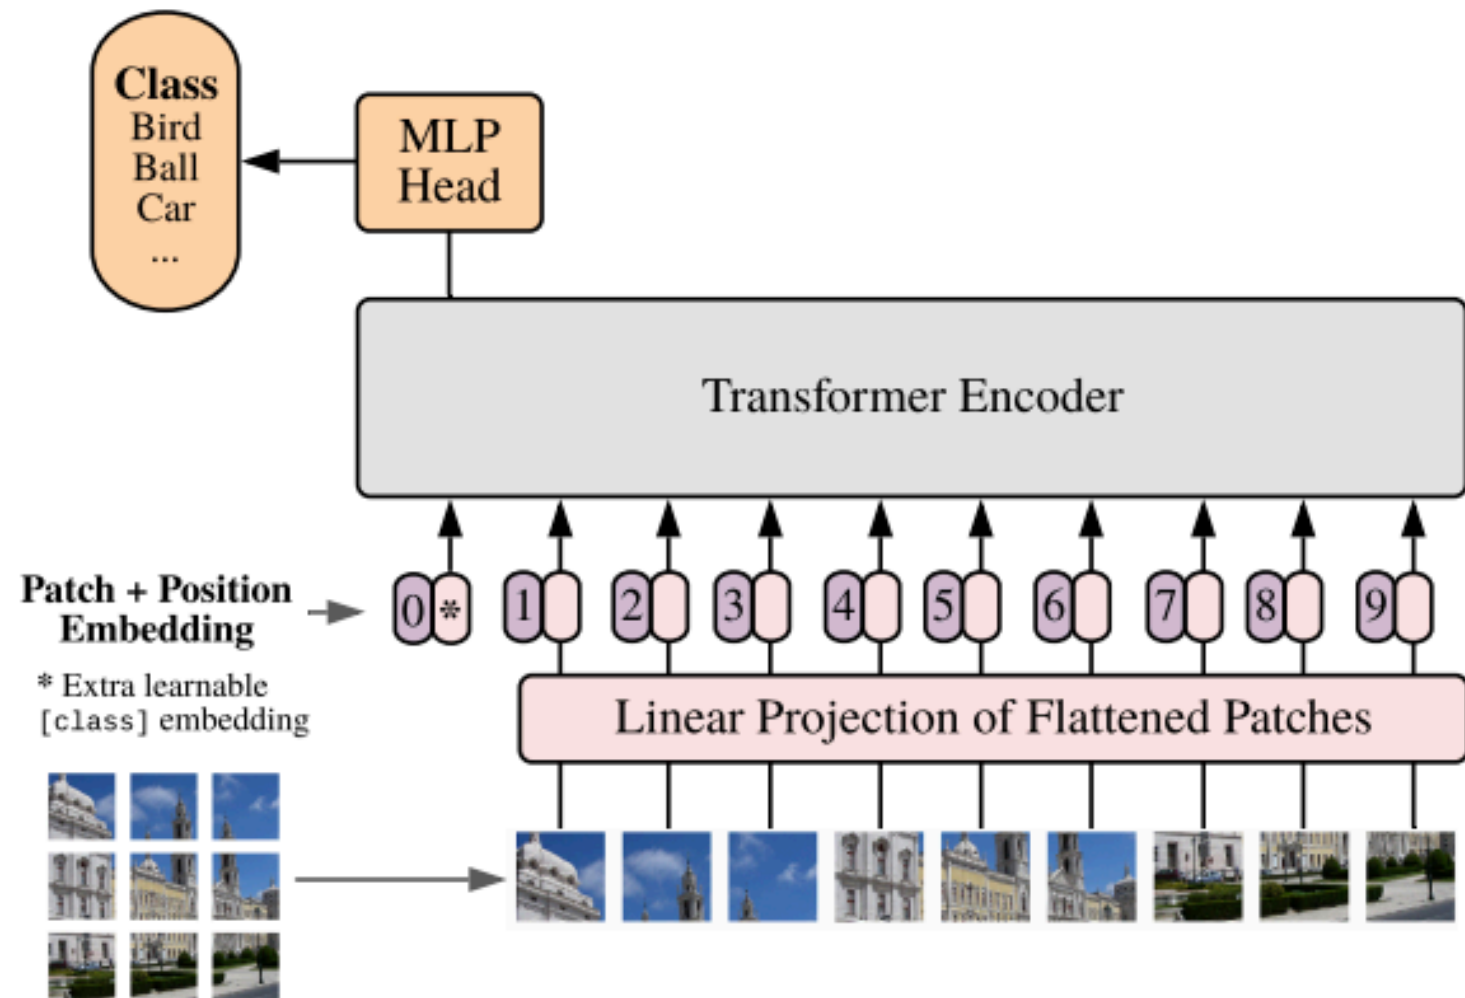 Class
Bird
Ball
Car
...
MLP
Head
Transformer Encoder
Patch + Position
Embedding
* Extra learnable
[class] embedding
0 * 1 2 3 4 5 6 7 8 9
Linear Projection of Flattened Patches